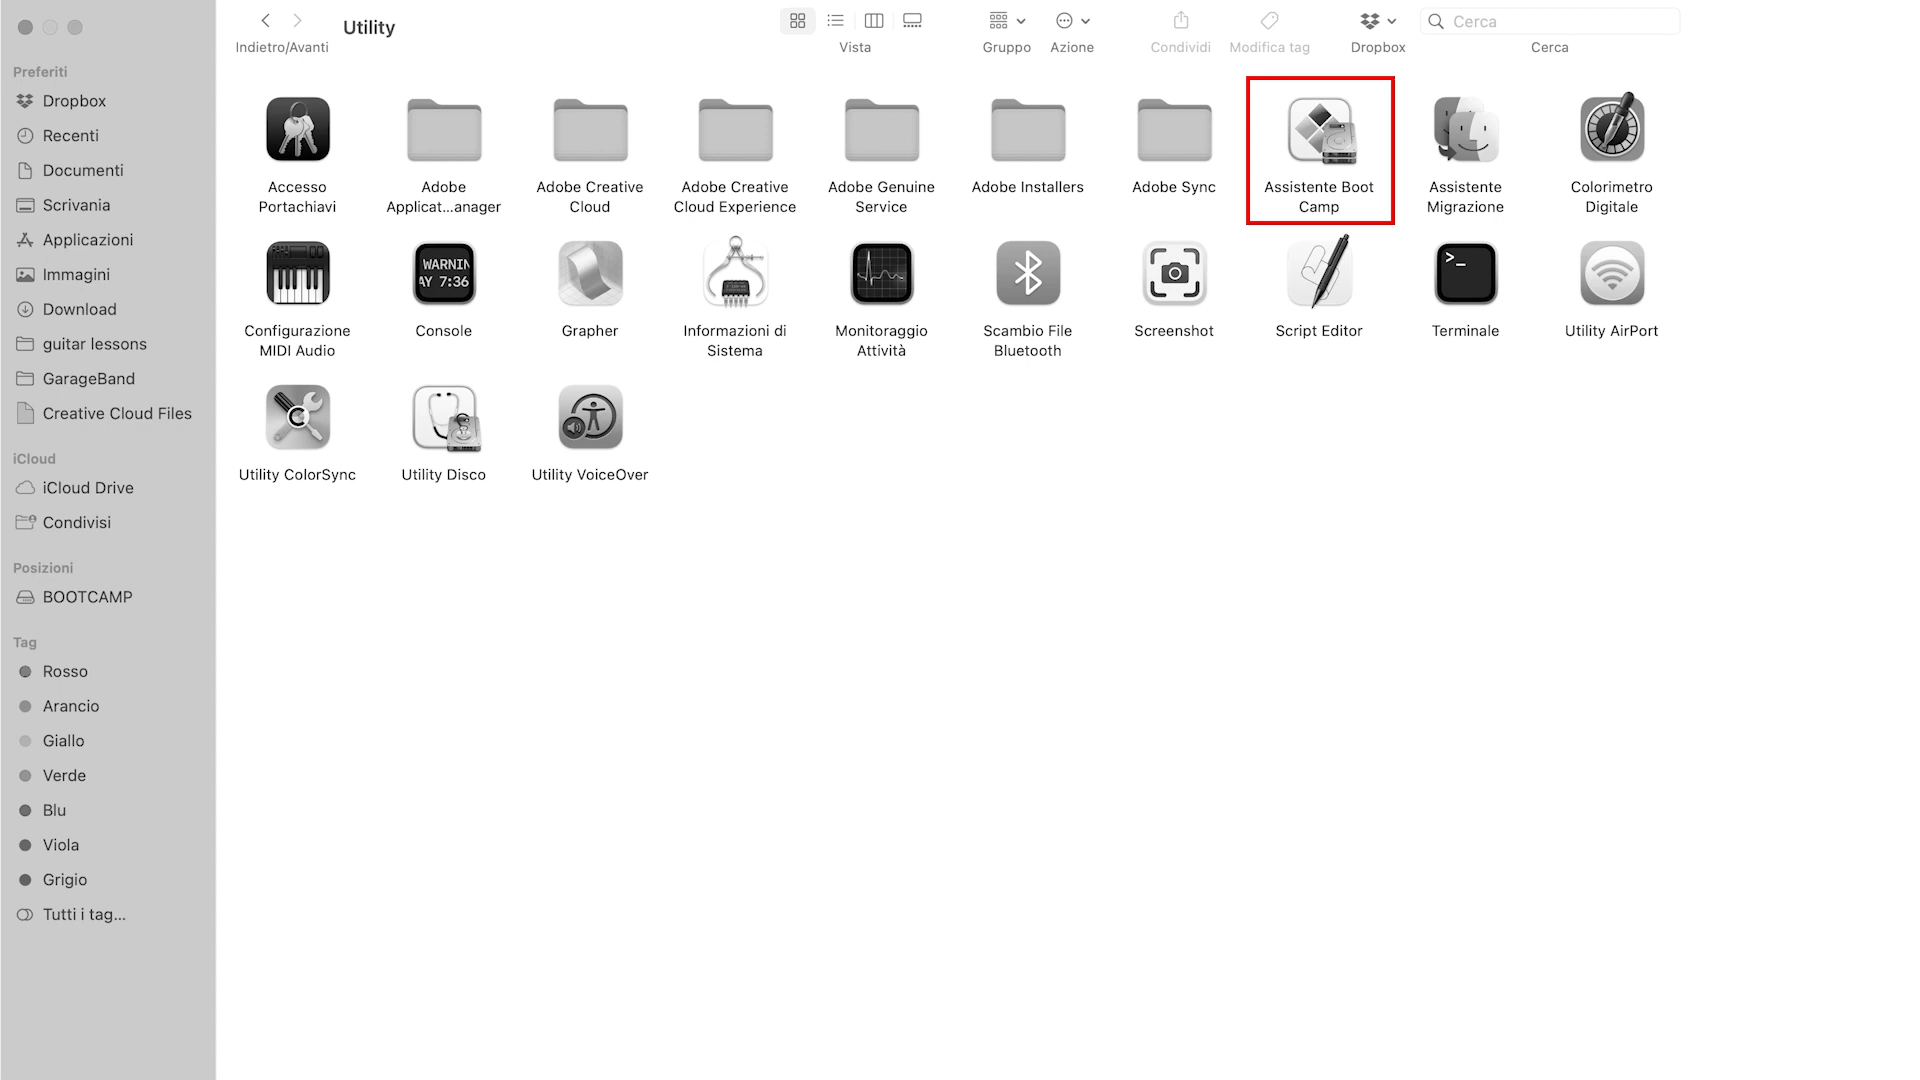 Indietro/Avanti
Utility
Vista
Gruppo
Azione
Condividi
Modifica tag
Dropbox
Cerca
Cerca
Preferiti
Dropbox
Recenti
Documenti
Scrivania
Applicazioni
Immagini
Download
guitar lessons
GarageBand
Creative Cloud Files
iCloud
iCloud Drive
Condivisi
Posizioni
BOOTCAMP
Tag
Rosso
Arancio
Giallo
Verde
Blu
Viola
Grigio
Tutti i tag...
Accesso
Portachiavi
Adobe
Applicat...anager
Adobe Creative
Cloud
Adobe Creative
Cloud Experience
Adobe Genuine
Service
Adobe Installers
Adobe Sync
Assistente Boot
Camp
Assistente
Migrazione
Colorimetro
Digitale
Configurazione
MIDI Audio
WARNIN
AY 7:36
Console
Grapher
Informazioni di
Sistema
Monitoraggio
Attività
Scambio File
Bluetooth
Screenshot
Script Editor
>_
Terminale
Utility AirPort
Utility ColorSync
Utility Disco
Utility VoiceOver